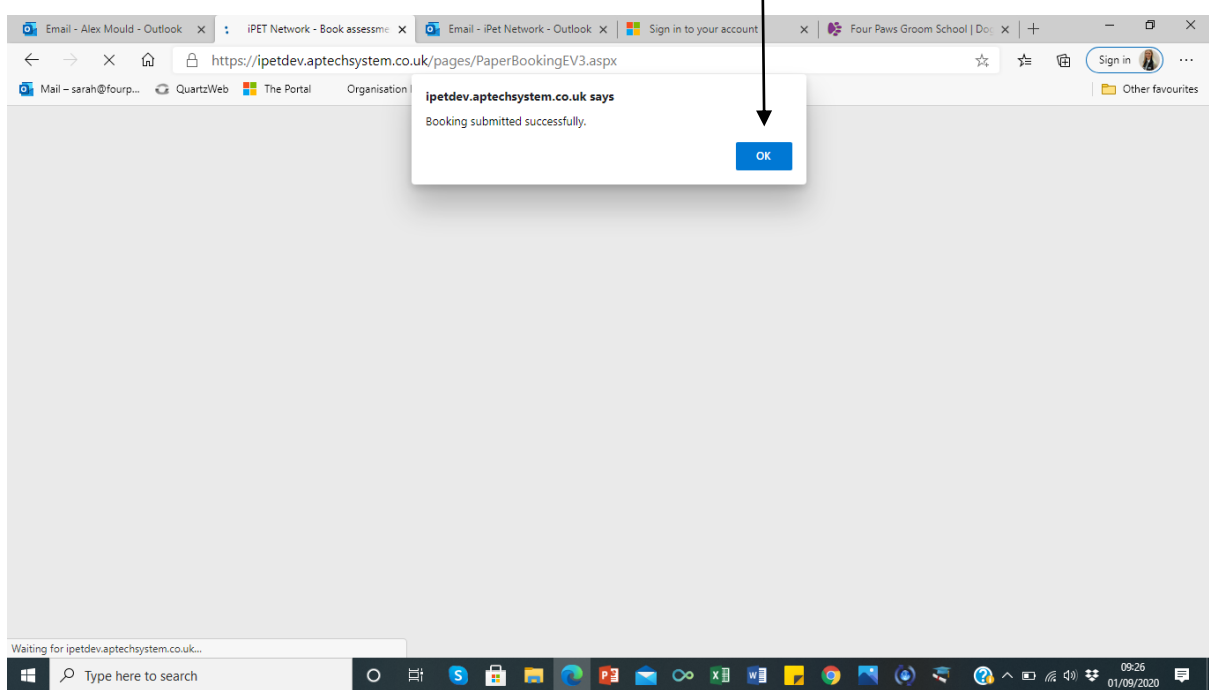 Email - Alex Mould - Outlook
iPET Network - Book assessme
Email - iPet Network - Outlook
Sign in to your account
Four Paws Groom School | Do
https://ipetdev.aptechsystem.co.uk/pages/PaperBookingEV3.aspx
Sign in
Mail – sarah@fourp...
QuartzWeb
The Portal
Organisation
Other favourites
ipetdev.aptechsystem.co.uk says
Booking submitted successfully.
OK
Waiting for ipetdev.aptechsystem.co.uk...
Type here to search
09:26
01/09/2020